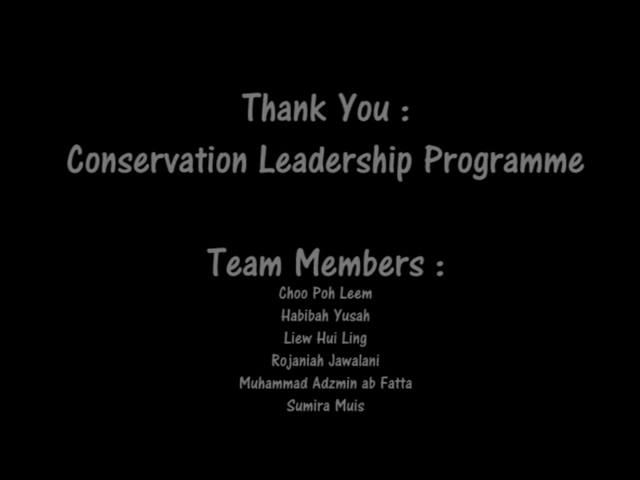 Thank You :
Conservation Leadership Programme
Team Members :
Choo Poh Leem
Habibah Yusah
Liew Hui Ling
Rojaniah Jawalani
Muhammad Adzmin ab Fatta
Sumira Muis